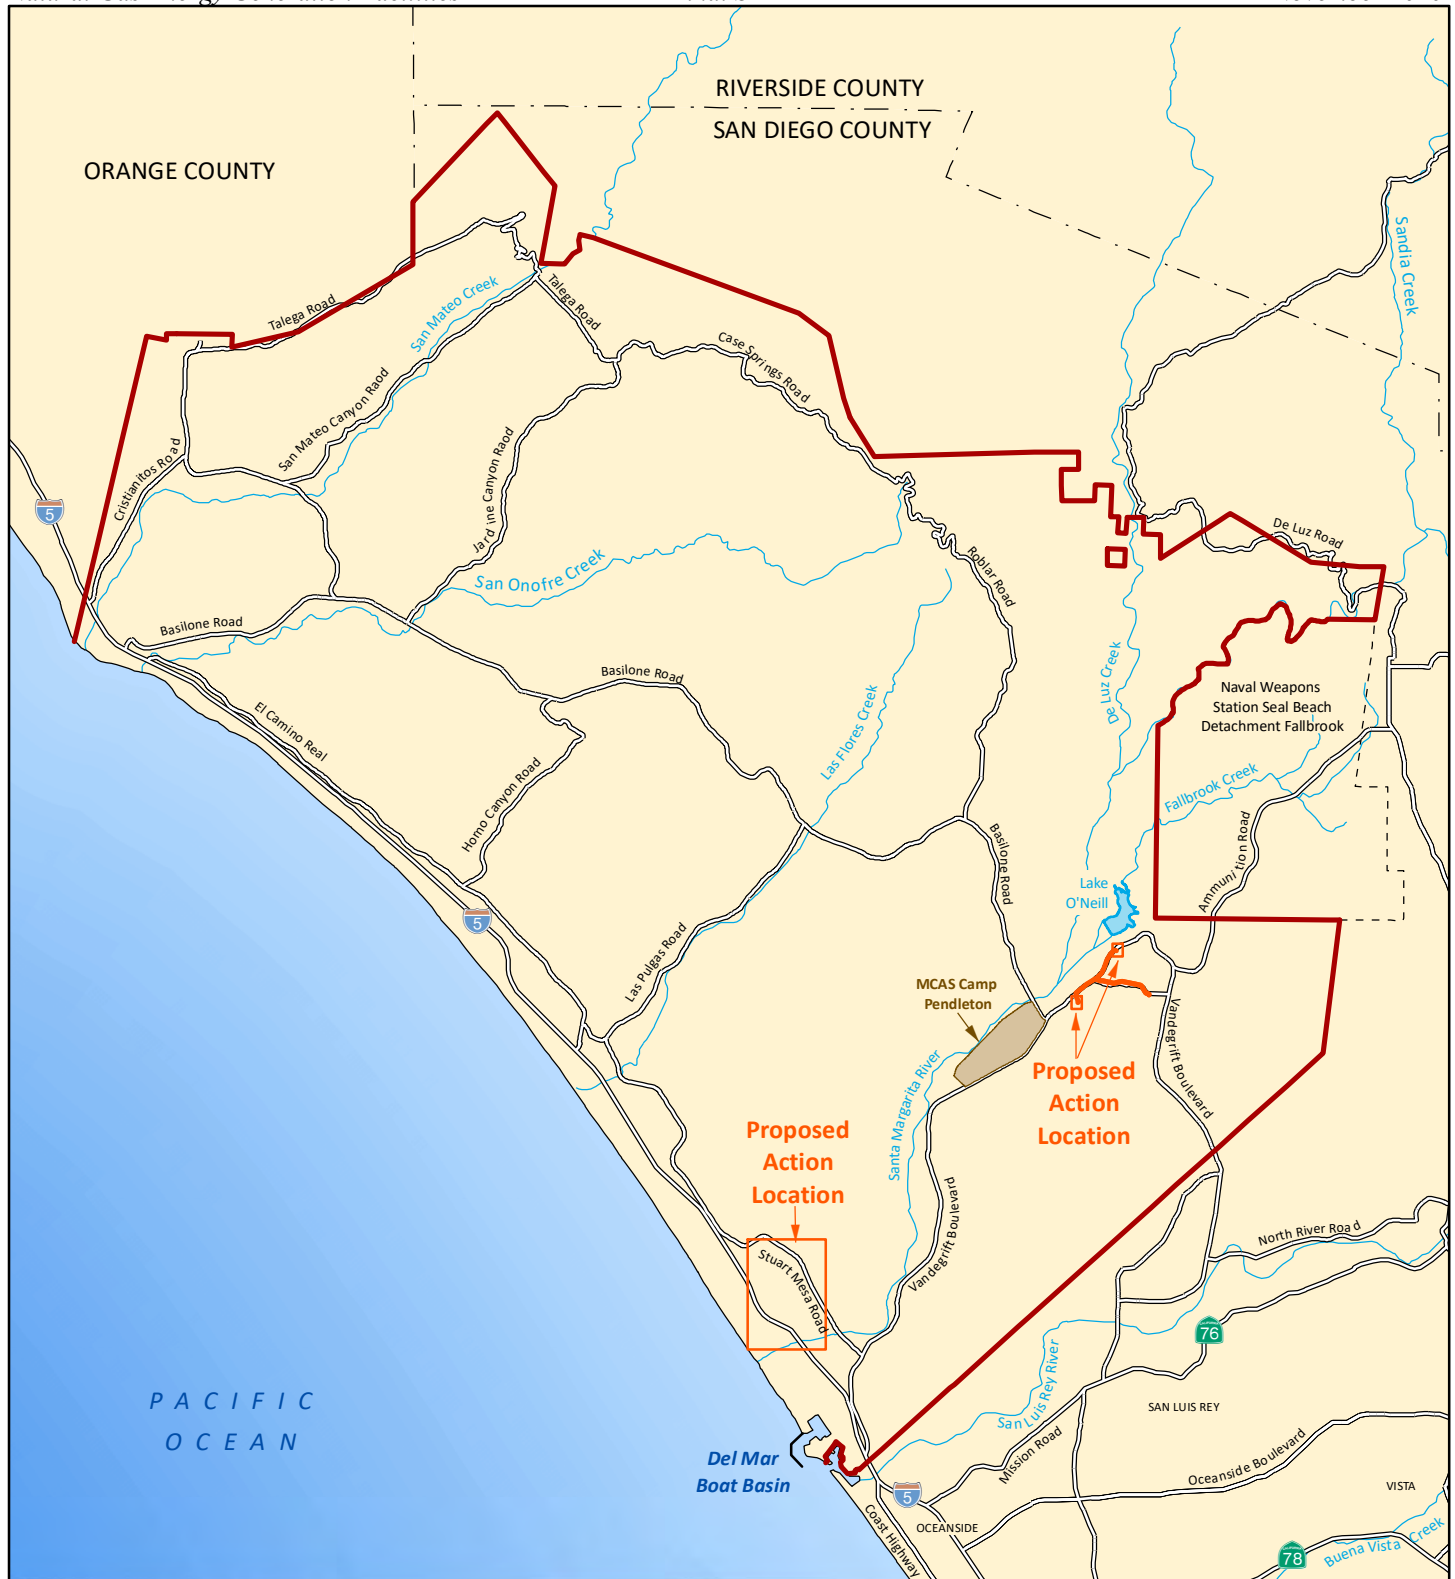 RIVERSIDE COUNTY
SAN DIEGO COUNTY
ORANGE COUNTY
Sandia Creek
Talega Road
San Mateo Creek
Talega Road
Case Springs Road
San Mateo Canyon Raod
Cristianitos Road
Jardine Canyon Raod
5
De Luz Road
San Onofre Creek
Roblar Road
Basilone Road
Basilone Road
De Luz Creek
Naval Weapons
Station Seal Beach
Detachment Fallbrook
El Camino Real
Las Flores Creek
Horno Canyon Road
Fallbrook Creek
Basilone Road
Ammunition Road
Lake
O'Neill
5
Las Pulgas Road
MCAS Camp
Pendleton
Vandegrift Boulevard
Santa Margarita River
Proposed
Action
Location
Proposed
Action
Location
Vandegrift Boulevard
North River Road
Stuart Mesa Road
76
San Luis Rey River
PACIFIC
OCEAN
SAN LUIS REY
Mission Road
Oceanside Boulevard
Del Mar
Boat Basin
VISTA
5
OCEANSIDE
Coast Highway
78
Buena Vista Creek